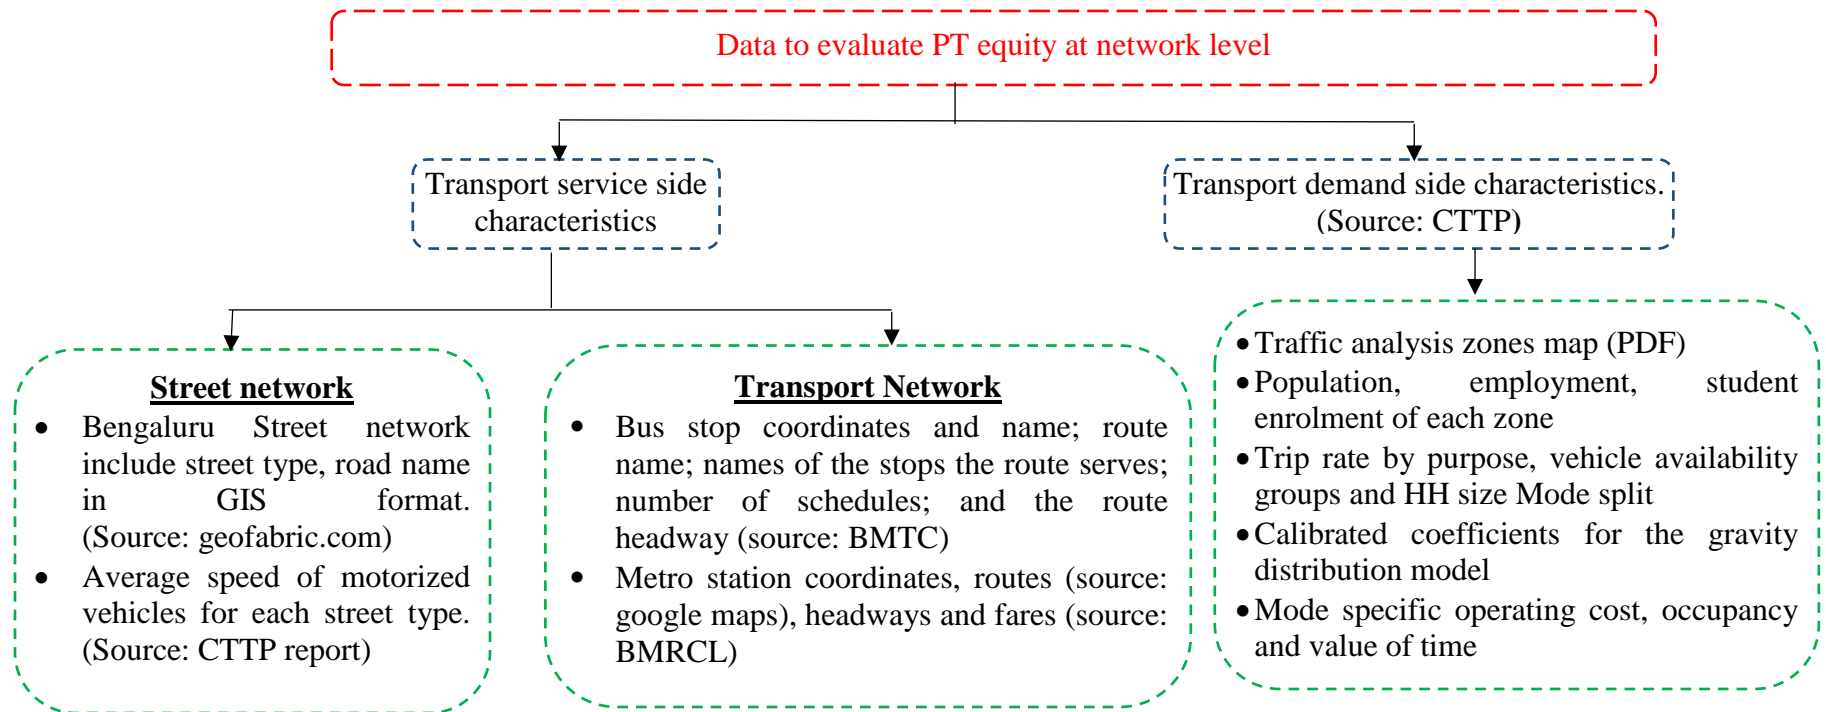 Data to evaluate PT equity at network level
Transport service side
characteristics
Transport demand side characteristics.
(Source: CTTP)
Street network
• Bengaluru Street network
include street type, road name
in GIS format.
(Source: geofabric.com)
• Average speed of motorized
vehicles for each street type.
(Source: CTTP report)
Transport Network
• Bus stop coordinates and name; route
name; names of the stops the route serves;
number of schedules; and the route
headway (source: BMTC)
• Metro station coordinates, routes (source:
google maps), headways and fares (source:
BMRCL)
• Traffic analysis zones map (PDF)
• Population, employment, student
enrolment of each zone
• Trip rate by purpose, vehicle availability
groups and HH size Mode split
• Calibrated coefficients for the gravity
distribution model
• Mode specific operating cost, occupancy
and value of time